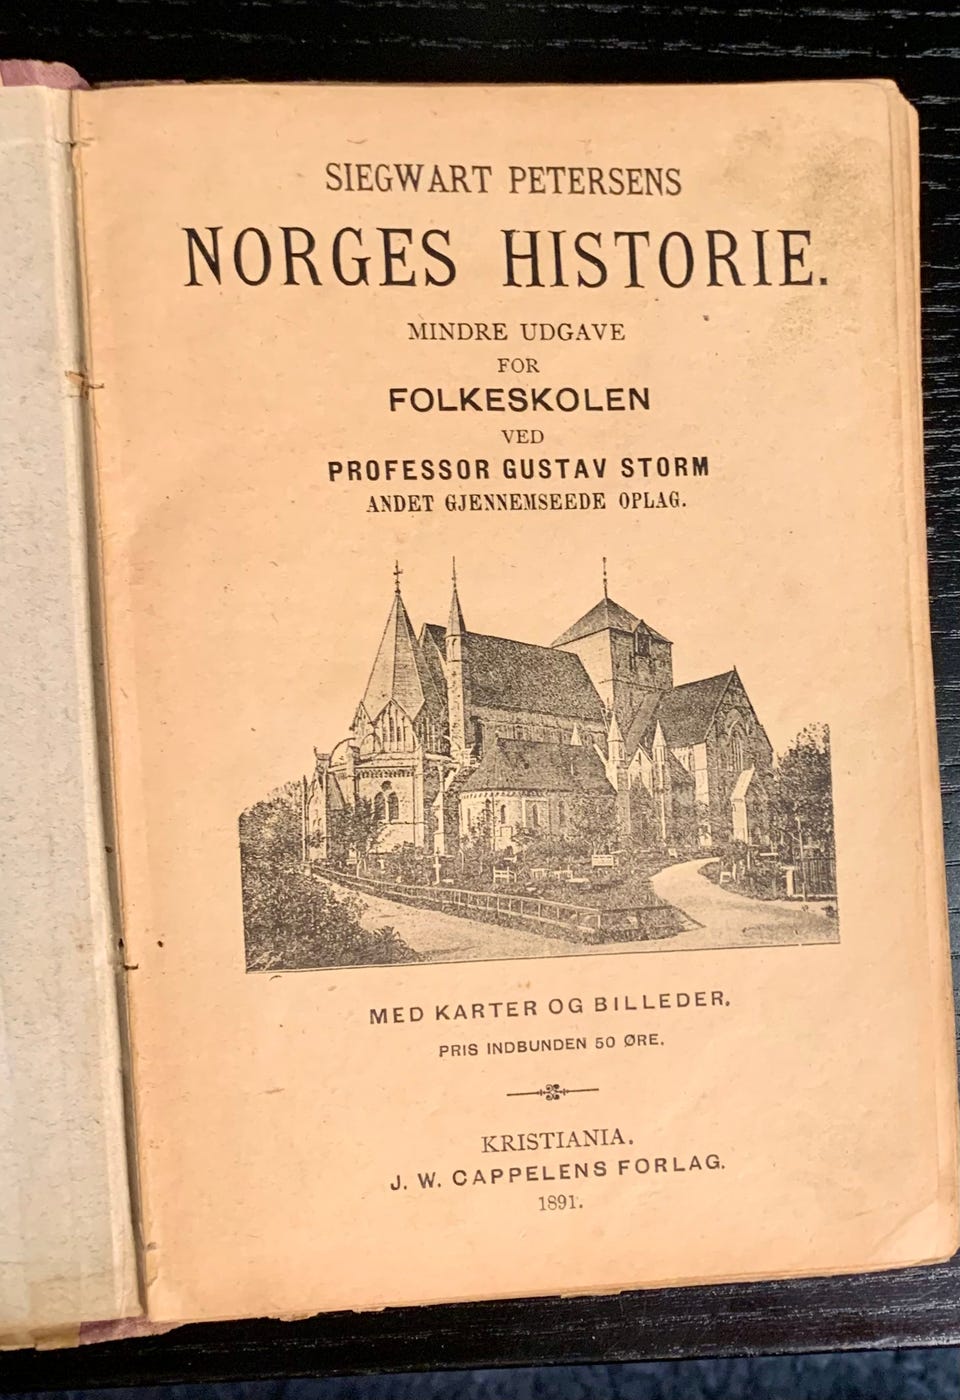 SIEGWART PETERSENS
NORGES HISTORIE.
MINDRE UDGAVE
FOR
FOLKESKOLEN
VED
PROFESSOR GUSTAV STORM
ANDET GJENNEMSEEDE OPLAG.
MED KARTER OG BILLEDER.
PRIS INDBUNDEN 50 ØRE.
KRISTIANIA.
J. W. CAPPELENS FORLAG.
1891.